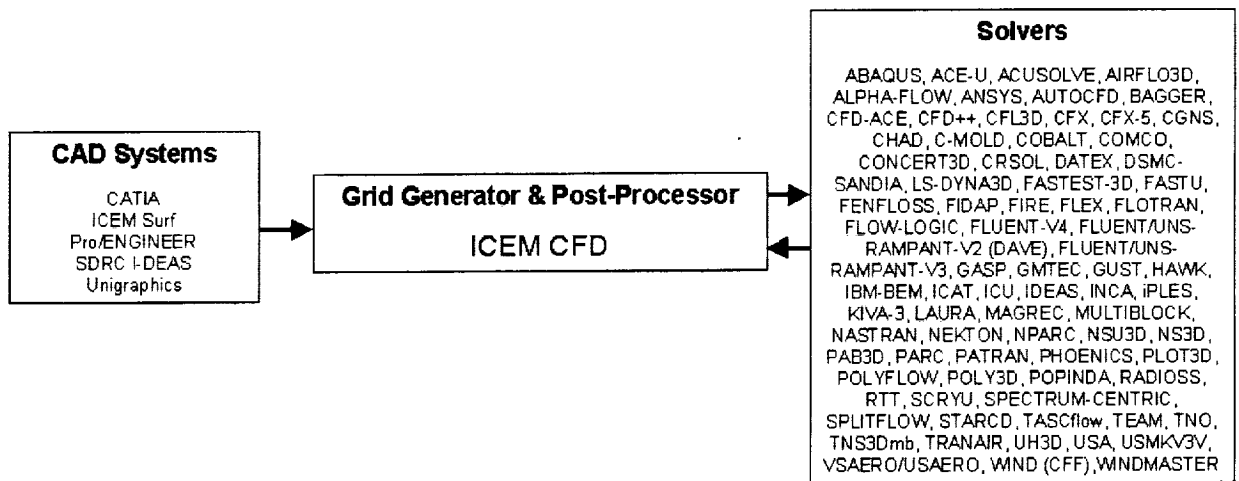 CAD Systems
CATIA
ICEM Surf
Pro/ENGINEER
SDRC I-DEAS
Unigraphics
Grid Generator & Post-Processor
ICEM CFD
Solvers
ABAQUS, ACE-U, ACUSOLVE, AIRFLO3D,
ALPHA-FLOW, ANSYS, AUTOCFD, BAGGER,
CFD-ACE, CFD++, CFL3D, CFX, CFX-5, CGNS,
CHAD, C-MOLD, COBALT, COMCO,
CONCERT3D, CRSOL, DATEX, DSMC-
SANDIA, LS-DYNA3D, FASTEST-3D, FASTU,
FENFLOSS, FIDAP, FIRE, FLEX, FLOTRAN,
FLOW-LOGIC, FLUENT-V4, FLUENT/UNS-
RAMPANT-V2 (DAVE), FLUENT/UNS-
RAMPANT-V3, GASP, GMTEC, GUST, HAWK,
IBM-BEM, ICAT, ICU, IDEAS, INCA, iPLES,
KIVA-3, LAURA, MAGREC, MULTIBLOCK,
NASTRAN, NEKTON, NPARC, NSU3D, NS3D,
PAB3D, PARC, PATRAN, PHOENICS, PLOT3D,
POLYFLOW, POLY3D, POPINDA, RADIOSS,
RTT, SCRYU, SPECTRUM-CENTRIC,
SPLITFLOW, STARCD, TASCflow, TEAM, TNO,
TNS3Dmb, TRANAIR, UH3D, USA, USMKV3V,
VSAERO/USAERO, WIND (CFF),WINDMASTER